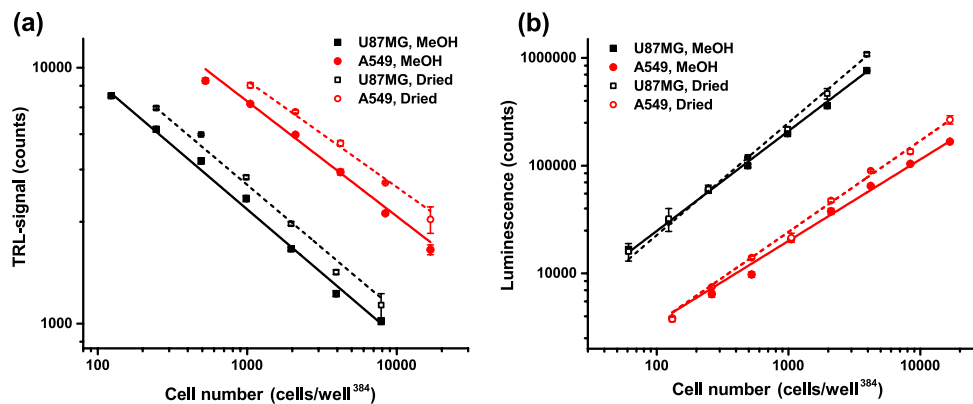 (a)
U87MG, MeOH
A549, MeOH
U87MG, Dried
A549, Dried
TRL-signal (counts)
10000
1000
100
1000
10000
Cell number (cells/well384)
(b)
U87MG, MeOH
A549, MeOH
U87MG, Dried
A549, Dried
Luminescence (counts)
1000000
100000
10000
100
1000
10000
Cell number (cells/well384)